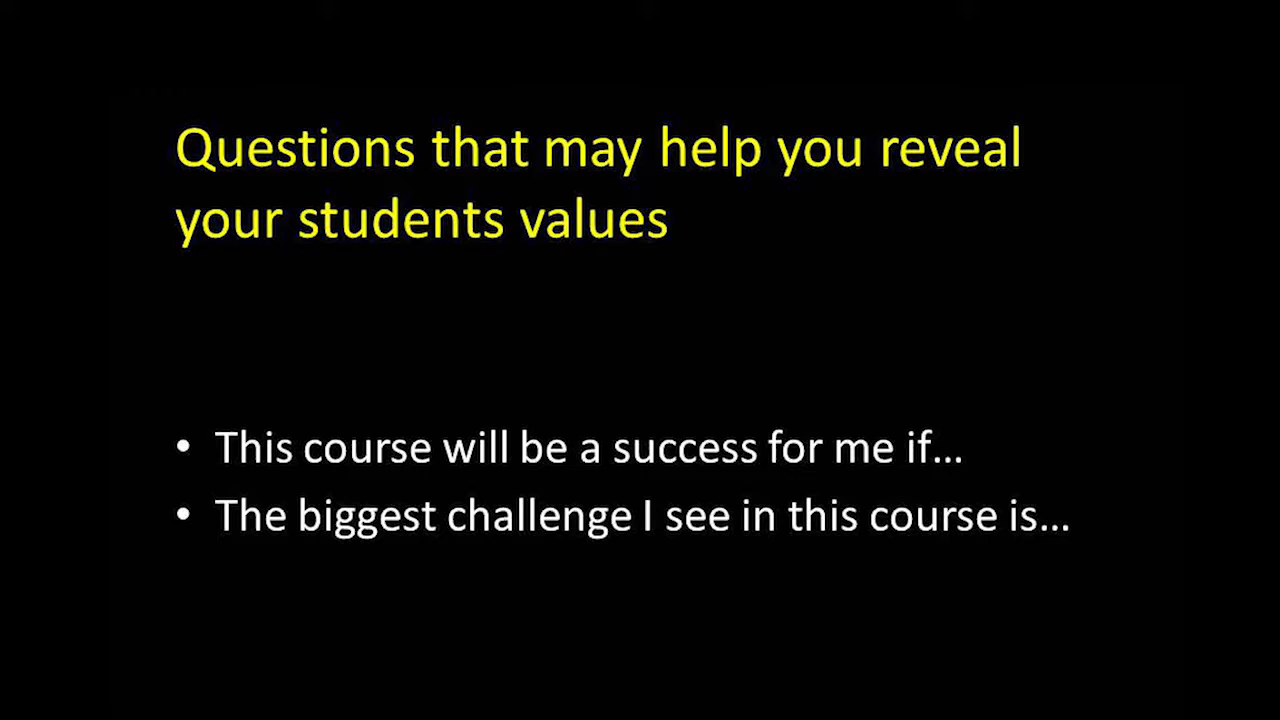 Questions that may help you reveal
your students values
• This course will be a success for me if…
• The biggest challenge I see in this course is…